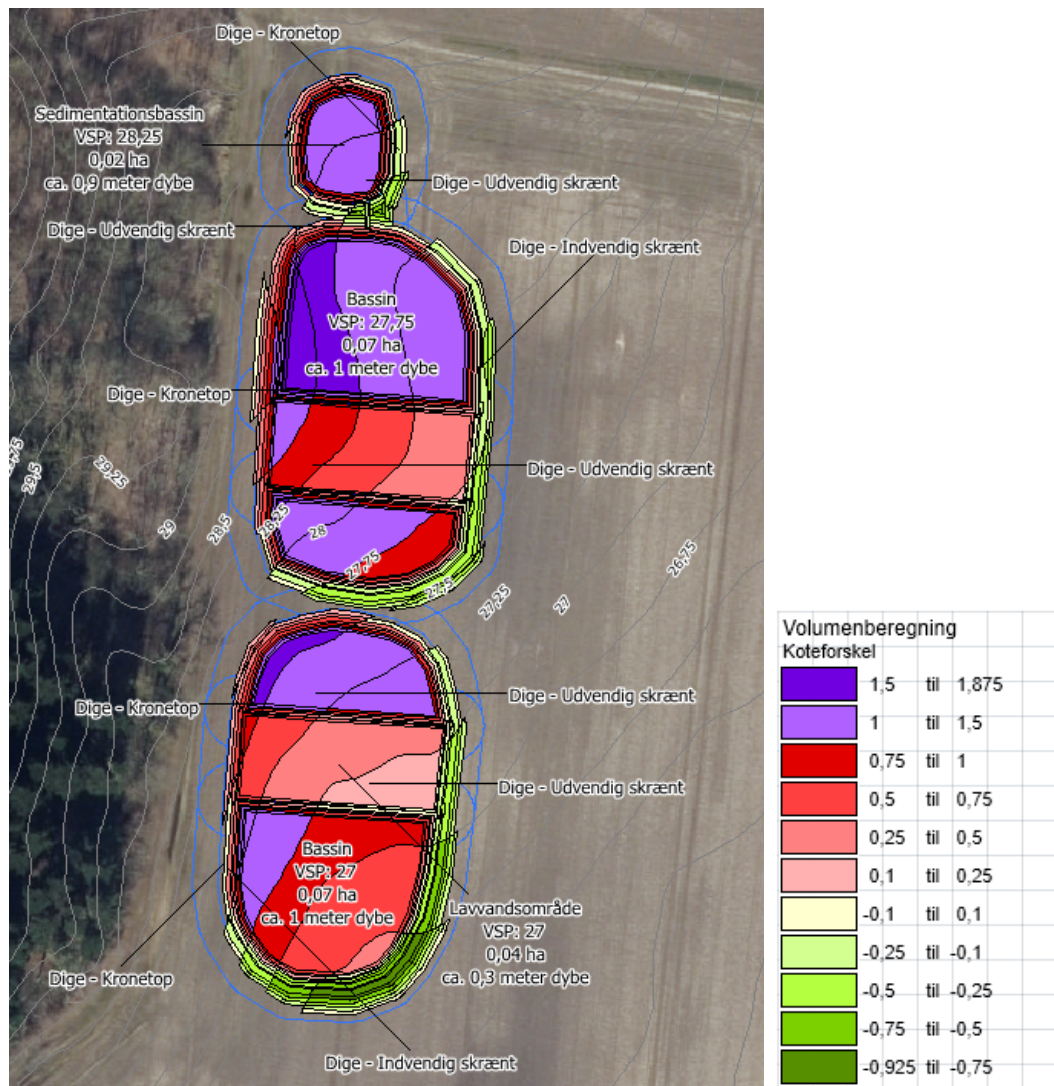 Dige - Kronetop
Sedimentationsbassin
VSP: 28,25
0,02 ha
ca. 0,9 meter dybe
Dige - Udvendig skrænt
Dige - Udvendig skrænt
Dige - Indvendig skrænt
Bassin
VSP: 27,75
0,07 ha
ca. 1 meter dybe
Dige - Kronetop
Dige - Udvendig skrænt
29,5
29,25
29
28,5
28,25
28
27,75
27,5
27,25
27
26,75
Dige - Udvendig skrænt
Dige - Kronetop
Dige - Udvendig skrænt
Bassin
VSP: 27
0,07 ha
ca. 1 meter dybe
Lavvandsområde
VSP: 27
0,04 ha
ca. 0,3 meter dybe
Dige - Kronetop
Dige - Indvendig skrænt
Volumenberegning
Koteforskel
1,5 til 1,875
1 til 1,5
0,75 til 1
0,5 til 0,75
0,25 til 0,5
0,1 til 0,25
-0,1 til 0,1
-0,25 til -0,1
-0,5 til -0,25
-0,75 til -0,5
-0,925 til -0,75